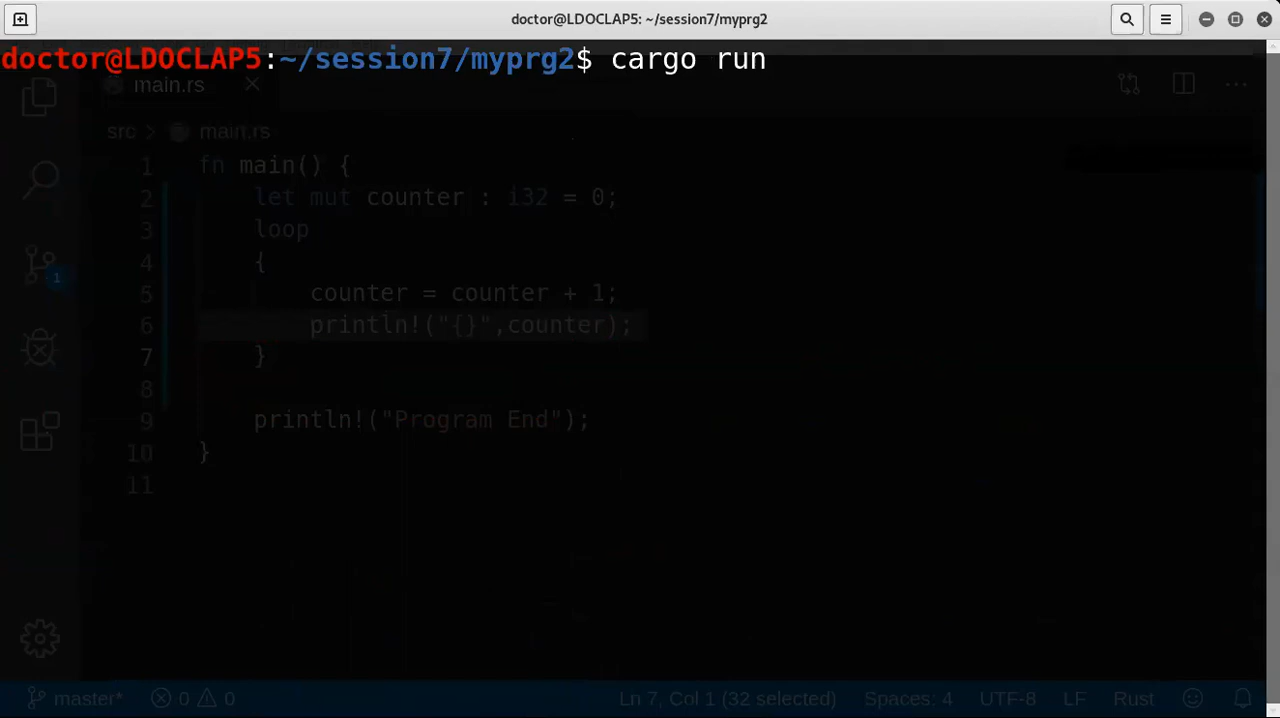 doctor@LDOCLAP5: ~/session7/myprg2
doctor@LDOCLAP5:~/session7/myprg2$ cargo run
main.rs
src > main.rs
1 fn main() {
2 let mut counter : i32 = 0;
3 loop
4 {
5 counter = counter + 1;
6 println!("{}",counter);
7 }
8
9 println!("Program End");
10 }
11
1
master* 0 0 Ln 7, Col 1 (32 selected) Spaces: 4 UTF-8 LF Rust